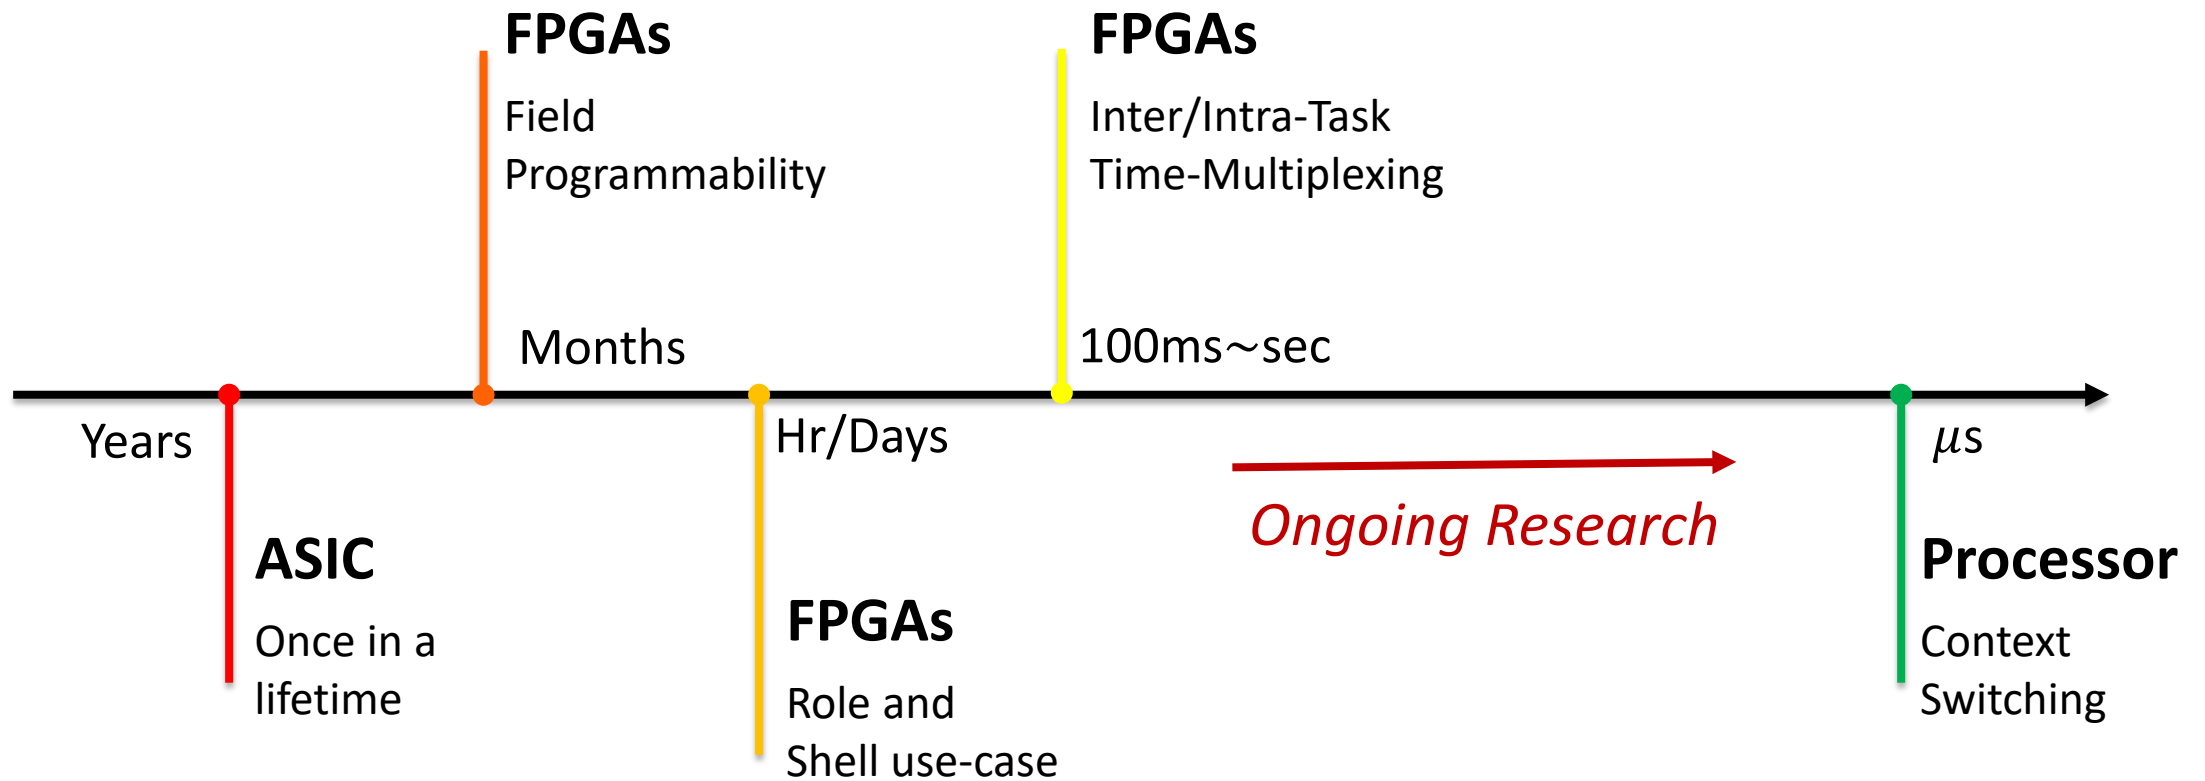 FPGAs
Field
Programmability
FPGAs
Inter/Intra-Task
Time-Multiplexing
Months
100ms~sec
Years
Hr/Days
μs
Ongoing Research
ASIC
Once in a
lifetime
FPGAs
Role and
Shell use-case
Processor
Context
Switching